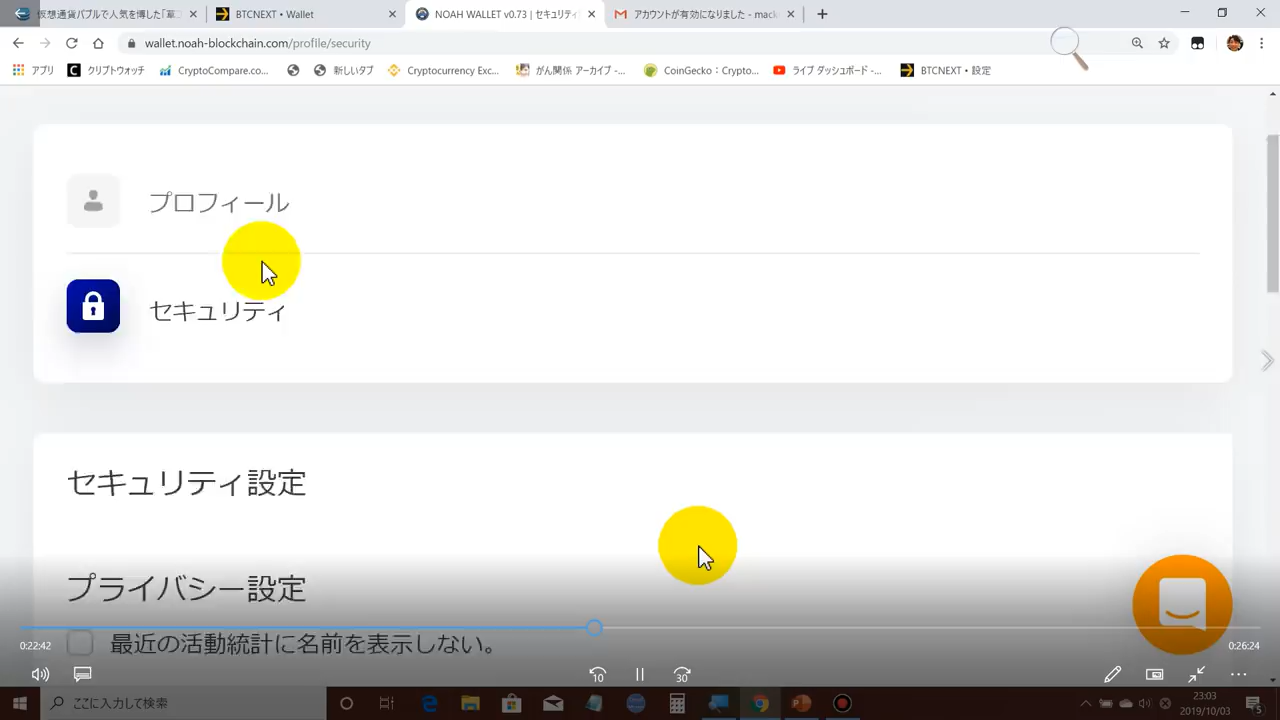 仮想通貨バブルで人気を博した「草コ
BTCNEXT • Wallet
NOAH WALLET v0.73 | セキュリティ
アカウントが有効になりました - mack
wallet.noah-blockchain.com/profile/security
アプリ
クリプトウォッチ
CryptoCompare.co...
新しいタブ
Cryptocurrency Exc...
がん関係 アーカイブ -...
CoinGecko：Crypto...
ライブ ダッシュボード -...
BTCNEXT • 設定
プロフィール
セキュリティ
セキュリティ設定
プライバシー設定
最近の活動統計に名前を表示しない。
0:22:42
0:26:24
10
30
ここに入力して検索
23:03
2019/10/03
5